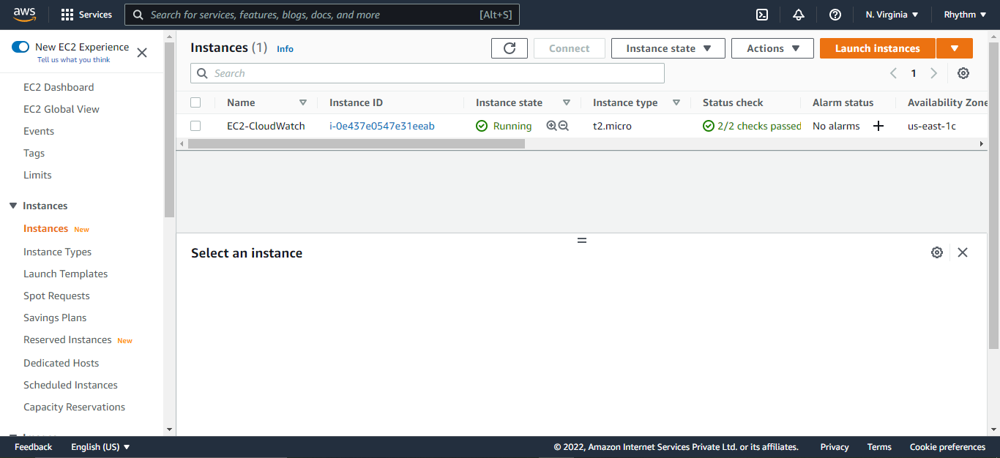 aws
Services
Search for services, features, blogs, docs, and more
[Alt+S]
N. Virginia
Rhythm
New EC2 Experience
Tell us what you think
EC2 Dashboard
EC2 Global View
Events
Tags
Limits
Instances
Instances New
Instance Types
Launch Templates
Spot Requests
Savings Plans
Reserved Instances New
Dedicated Hosts
Scheduled Instances
Capacity Reservations
Instances (1) Info
Connect
Instance state
Actions
Launch instances
Search
1
Name Instance ID Instance state Instance type Status check Alarm status Availability Zone
EC2-CloudWatch i-0e437e0547e31eeab Running t2.micro 2/2 checks passed No alarms us-east-1c
Select an instance
Feedback English (US) © 2022, Amazon Internet Services Private Ltd. or its affiliates. Privacy Terms Cookie preferences